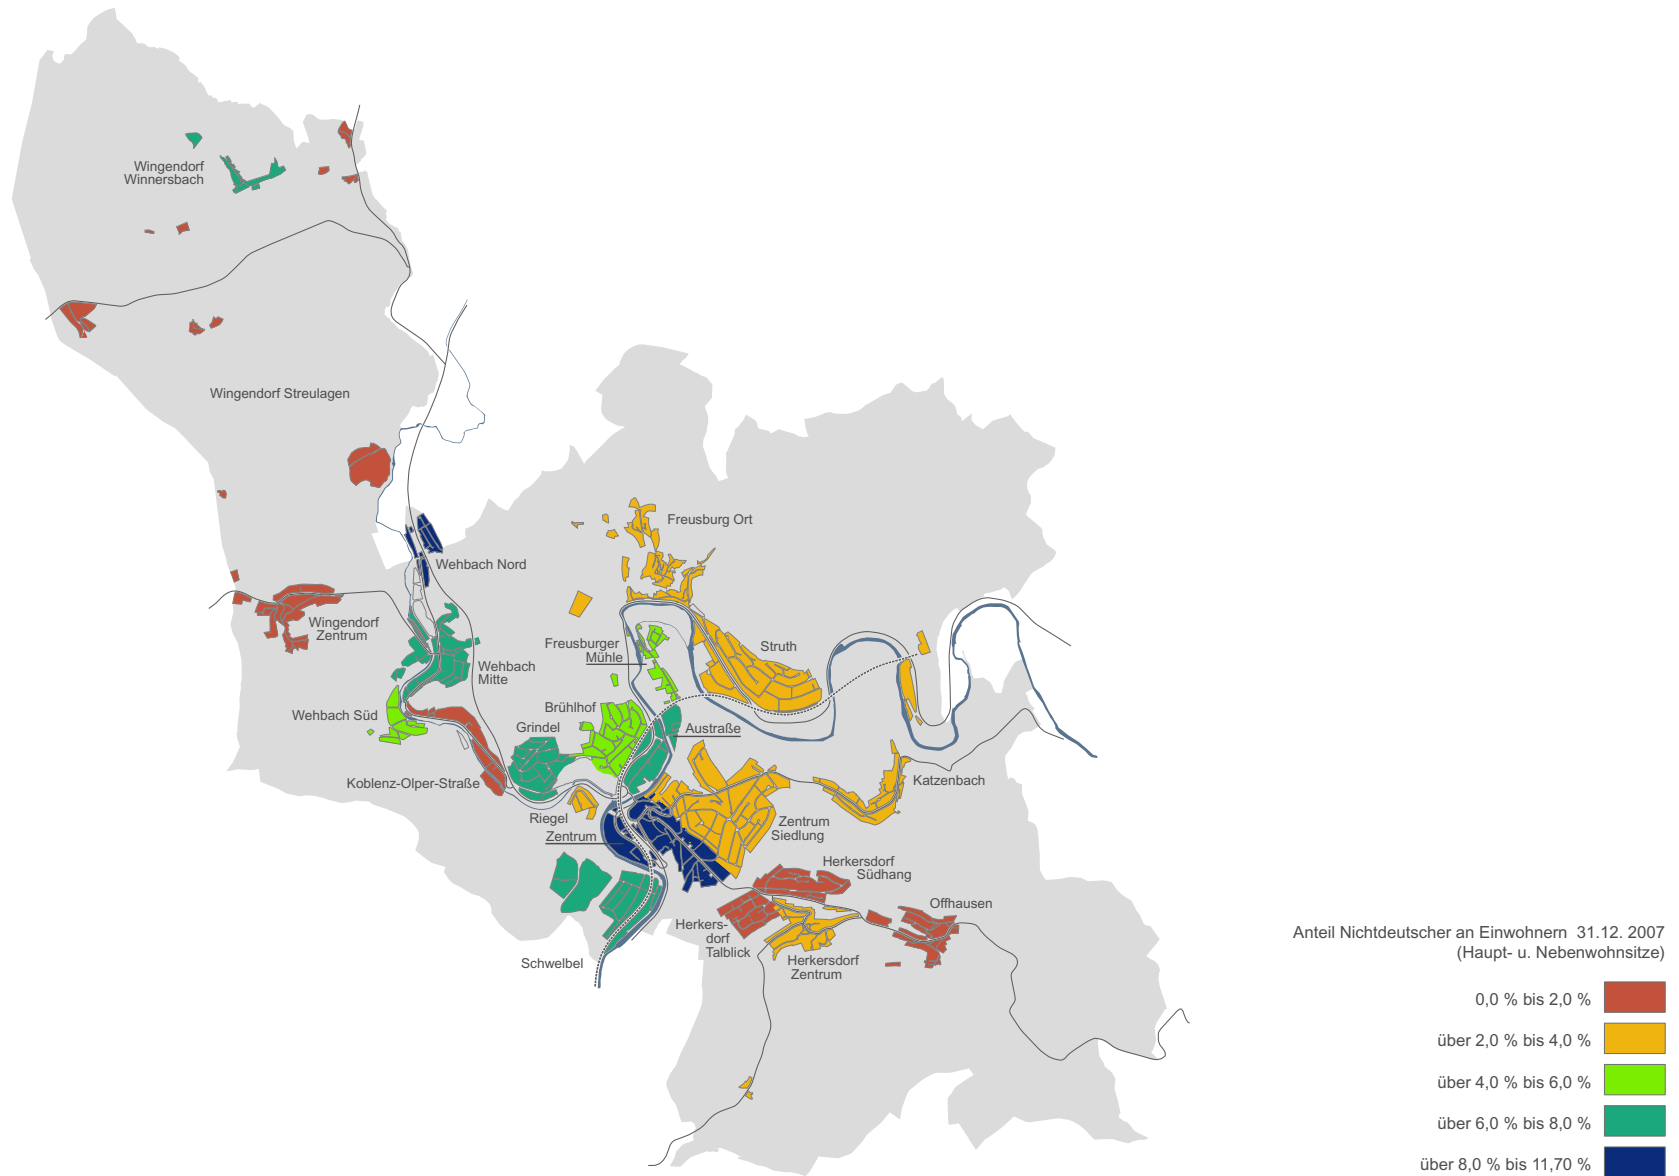 Wingendorf
Winnersbach
Wingendorf Streulagen
Freusburg Ort
Wehbach Nord
Wingendorf
Zentrum
Freusburger
Mühle
Struth
Wehbach
Mitte
Wehbach Süd
Brühlhof
Grindel
Austraße
Koblenz-Olper-Straße
Katzenbach
Riegel
Zentrum
Zentrum
Siedlung
Herkersdorf
Südhang
Offhausen
Herkers-
dorf
Talblick
Schwelbel
Herkersdorf
Zentrum
Anteil Nichtdeutscher an Einwohnern 31.12. 2007
(Haupt- u. Nebenwohnsitze)
0,0 % bis 2,0 %
über 2,0 % bis 4,0 %
über 4,0 % bis 6,0 %
über 6,0 % bis 8,0 %
über 8,0 % bis 11,70 %